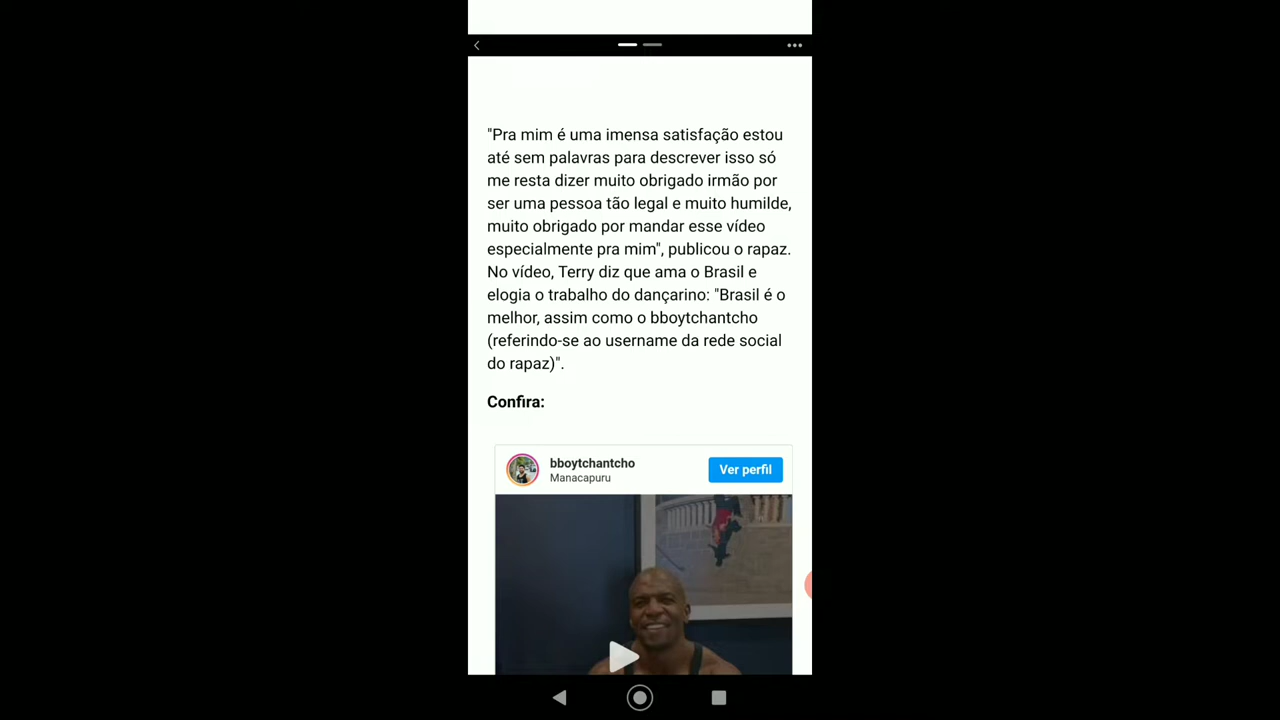 "Pra mim é uma imensa satisfação estou
até sem palavras para descrever isso só
me resta dizer muito obrigado irmão por
ser uma pessoa tão legal e muito humilde,
muito obrigado por mandar esse vídeo
especialmente pra mim", publicou o rapaz.
No vídeo, Terry diz que ama o Brasil e
elogia o trabalho do dançarino: "Brasil é o
melhor, assim como o bboytchantcho
(referindo-se ao username da rede social
do rapaz)".
Confira:
bboytchantcho
Manacapuru
Ver perfil